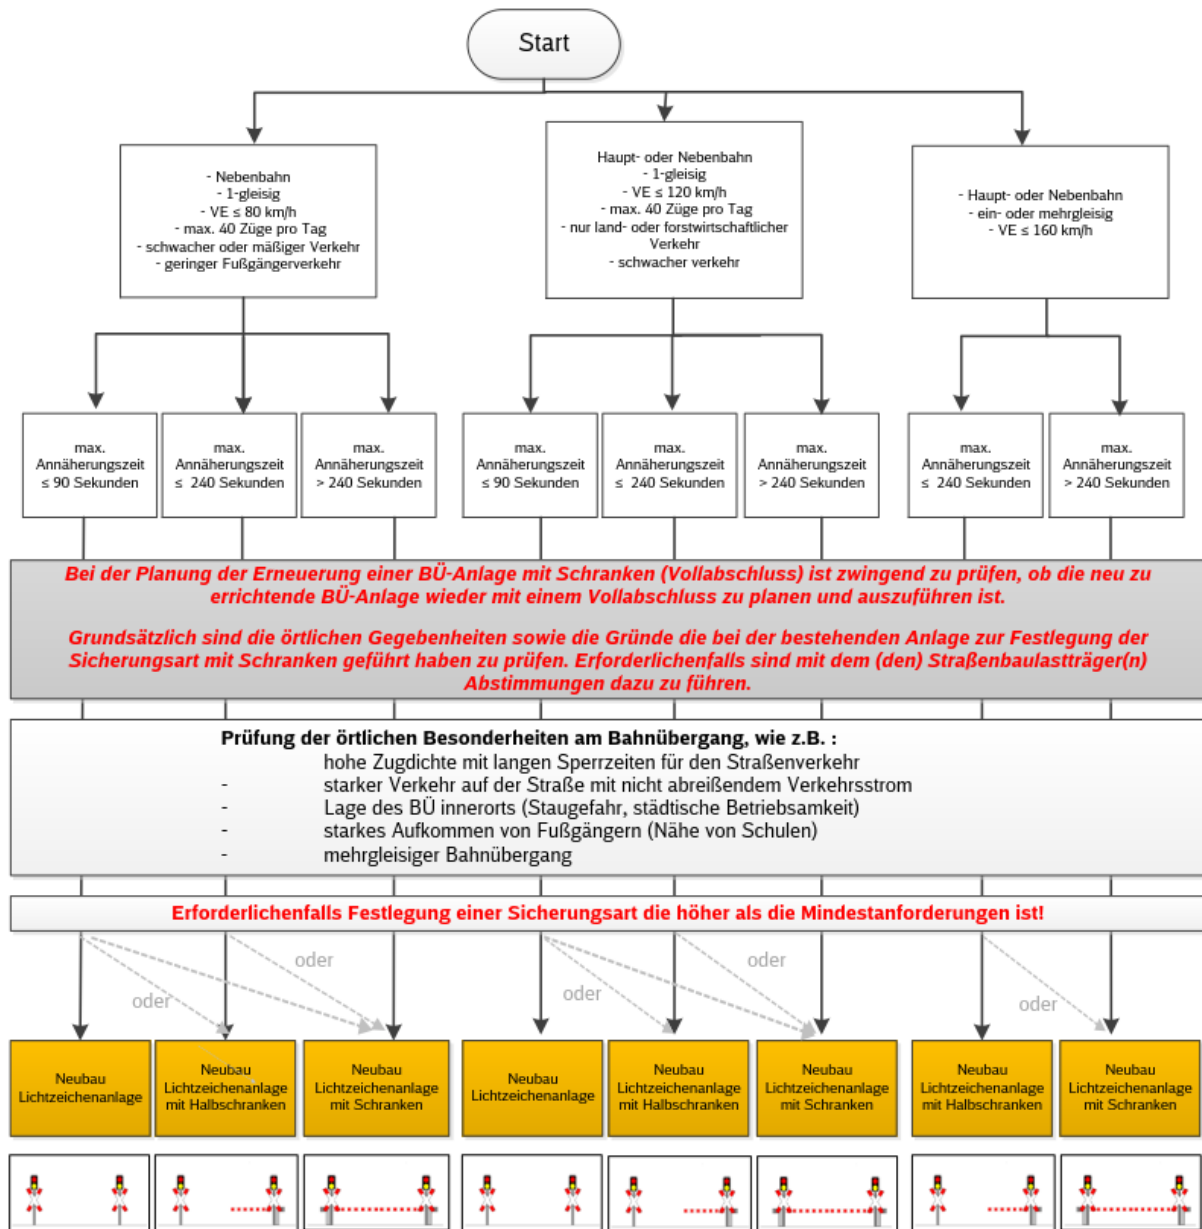 Start
- Nebenbahn
- 1-gleisig
- VE ≤ 80 km/h
- max. 40 Züge pro Tag
- schwacher oder mäßiger Verkehr
- geringer Fußgängerverkehr
Haupt- oder Nebenbahn
- 1-gleisig
- VE ≤ 120 km/h
- max. 40 Züge pro Tag
- nur land- oder forstwirtschaftlicher
Verkehr
- schwacher verkehr
- Haupt- oder Nebenbahn
- ein- oder mehrgleisig
- VE ≤ 160 km/h
max.
Annäherungszeit
≤ 90 Sekunden
max.
Annäherungszeit
≤ 240 Sekunden
max.
Annäherungszeit
> 240 Sekunden
max.
Annäherungszeit
≤ 90 Sekunden
max.
Annäherungszeit
≤ 240 Sekunden
max.
Annäherungszeit
> 240 Sekunden
max.
Annäherungszeit
≤ 240 Sekunden
max.
Annäherungszeit
> 240 Sekunden
Bei der Planung der Erneuerung einer BÜ-Anlage mit Schranken (Vollabschluss) ist zwingend zu prüfen, ob die neu zu
errichtende BÜ-Anlage wieder mit einem Vollabschluss zu planen und auszuführen ist.
Grundsätzlich sind die örtlichen Gegebenheiten sowie die Gründe die bei der bestehenden Anlage zur Festlegung der
Sicherungsart mit Schranken geführt haben zu prüfen. Erforderlichenfalls sind mit dem (den) Straßenbaulastträger(n)
Abstimmungen dazu zu führen.
Prüfung der örtlichen Besonderheiten am Bahnübergang, wie z.B. :
hohe Zugdichte mit langen Sperrzeiten für den Straßenverkehr
- starker Verkehr auf der Straße mit nicht abreißendem Verkehrsstrom
- Lage des BÜ innerorts (Staugefahr, städtische Betriebsamkeit)
- starkes Aufkommen von Fußgängern (Nähe von Schulen)
- mehrgleisiger Bahnübergang
Erforderlichenfalls Festlegung einer Sicherungsart die höher als die Mindestanforderungen ist!
oder
oder
oder
oder
oder
Neubau
Lichtzeichenanlage
Neubau
Lichtzeichenanlage
mit Halbschranken
Neubau
Lichtzeichenanlage
mit Schranken
Neubau
Lichtzeichenanlage
Neubau
Lichtzeichenanlage
mit Halbschranken
Neubau
Lichtzeichenanlage
mit Schranken
Neubau
Lichtzeichenanlage
mit Halbschranken
Neubau
Lichtzeichenanlage
mit Schranken